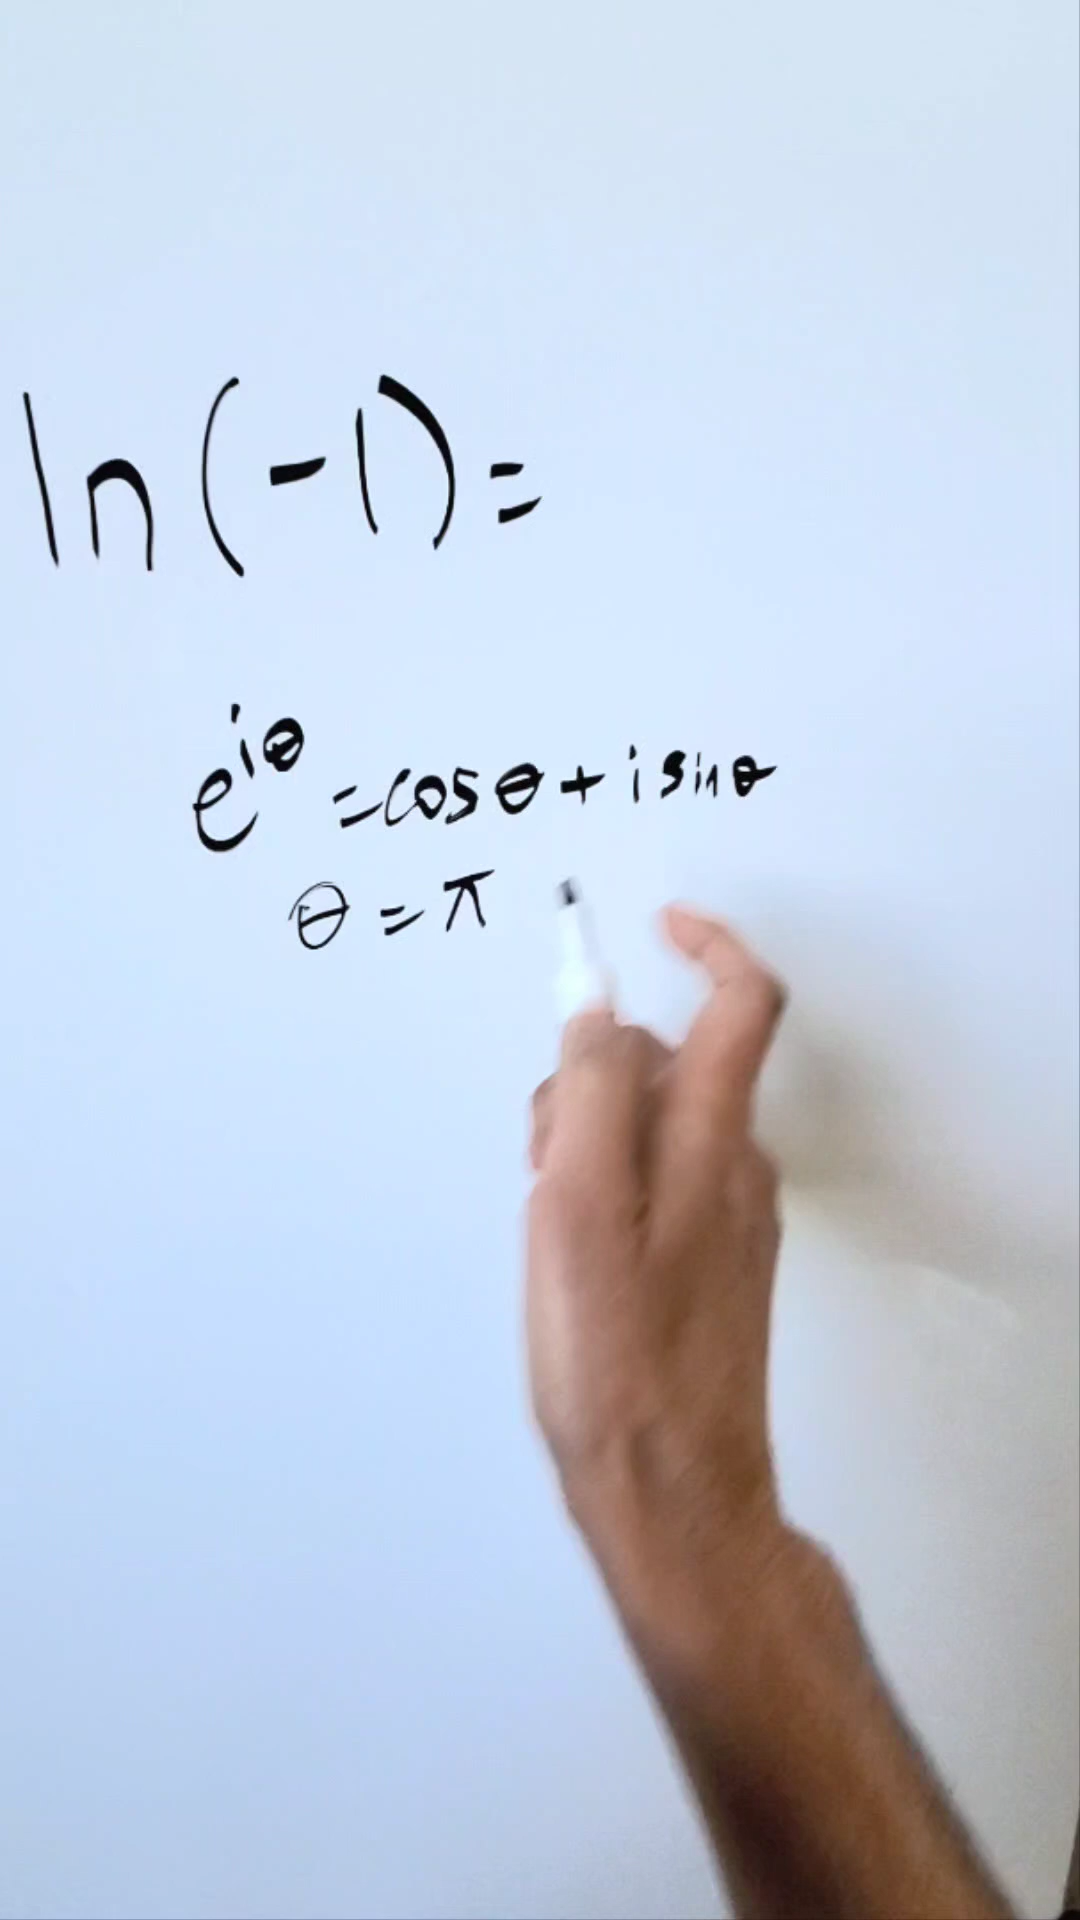 ln(-1)=
e^iθ =cosθ+isinθ
θ=π